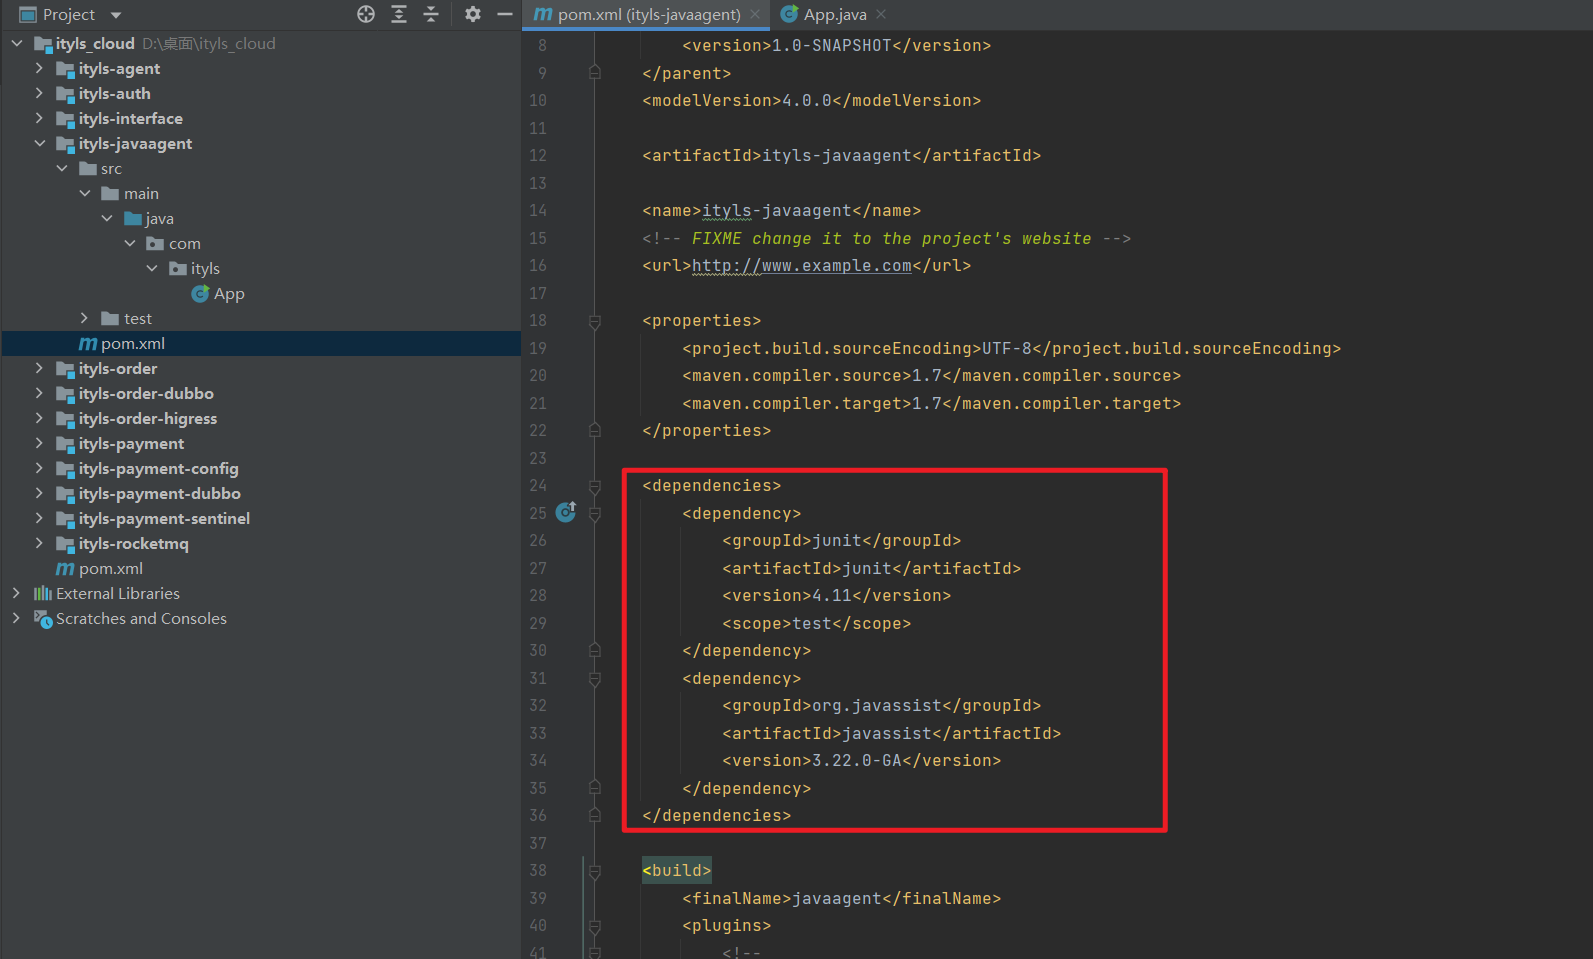 Project
ityls_cloud D:\桌面\ityls_cloud
ityls-agent
ityls-auth
ityls-interface
ityls-javaagent
src
main
java
com
ityls
App
test
pom.xml
ityls-order
ityls-order-dubbo
ityls-order-higress
ityls-payment
ityls-payment-config
ityls-payment-dubbo
ityls-payment-sentinel
ityls-rocketmq
pom.xml
External Libraries
Scratches and Consoles
pom.xml (ityls-javaagent) App.java
8 <version>1.0-SNAPSHOT</version>
9 </parent>
10 <modelVersion>4.0.0</modelVersion>
11
12 <artifactId>ityls-javaagent</artifactId>
13
14 <name>ityls-javaagent</name>
15 <!-- FIXME change it to the project's website -->
16 <url>http://www.example.com</url>
17
18 <properties>
19 <project.build.sourceEncoding>UTF-8</project.build.sourceEncoding>
20 <maven.compiler.source>1.7</maven.compiler.source>
21 <maven.compiler.target>1.7</maven.compiler.target>
22 </properties>
23
24 <dependencies>
25 <dependency>
26 <groupId>junit</groupId>
27 <artifactId>junit</artifactId>
28 <version>4.11</version>
29 <scope>test</scope>
30 </dependency>
31 <dependency>
32 <groupId>org.javassist</groupId>
33 <artifactId>javassist</artifactId>
34 <version>3.22.0-GA</version>
35 </dependency>
36 </dependencies>
37
38 <build>
39 <finalName>javaagent</finalName>
40 <plugins>
41 <!--